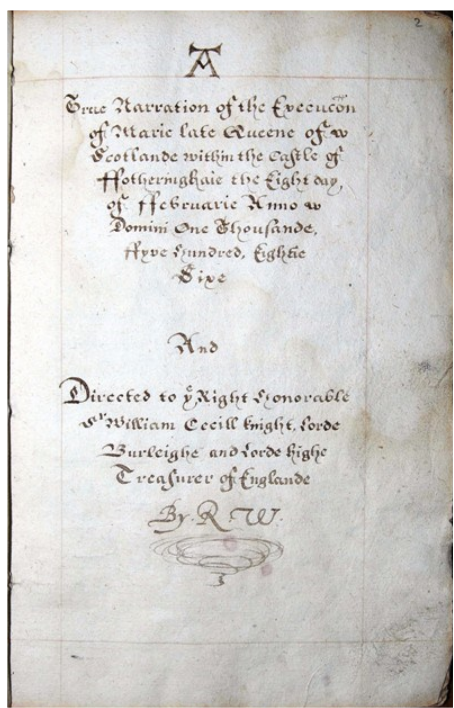 2
A
True Narration of the Execucõn
of Marie late Queene of
Scotlande within the Castle of
ffotheringhaie the Eight day,
of ffebruarie Anno
Domini One Thousande,
ffyve Hundred, Eightie
Sixe
And
Directed to yᵉ Right Honorable
Sʳ William Cecill knight, Lorde
Burleighe and Lorde highe
Treasurer of Englande
By. R. W.